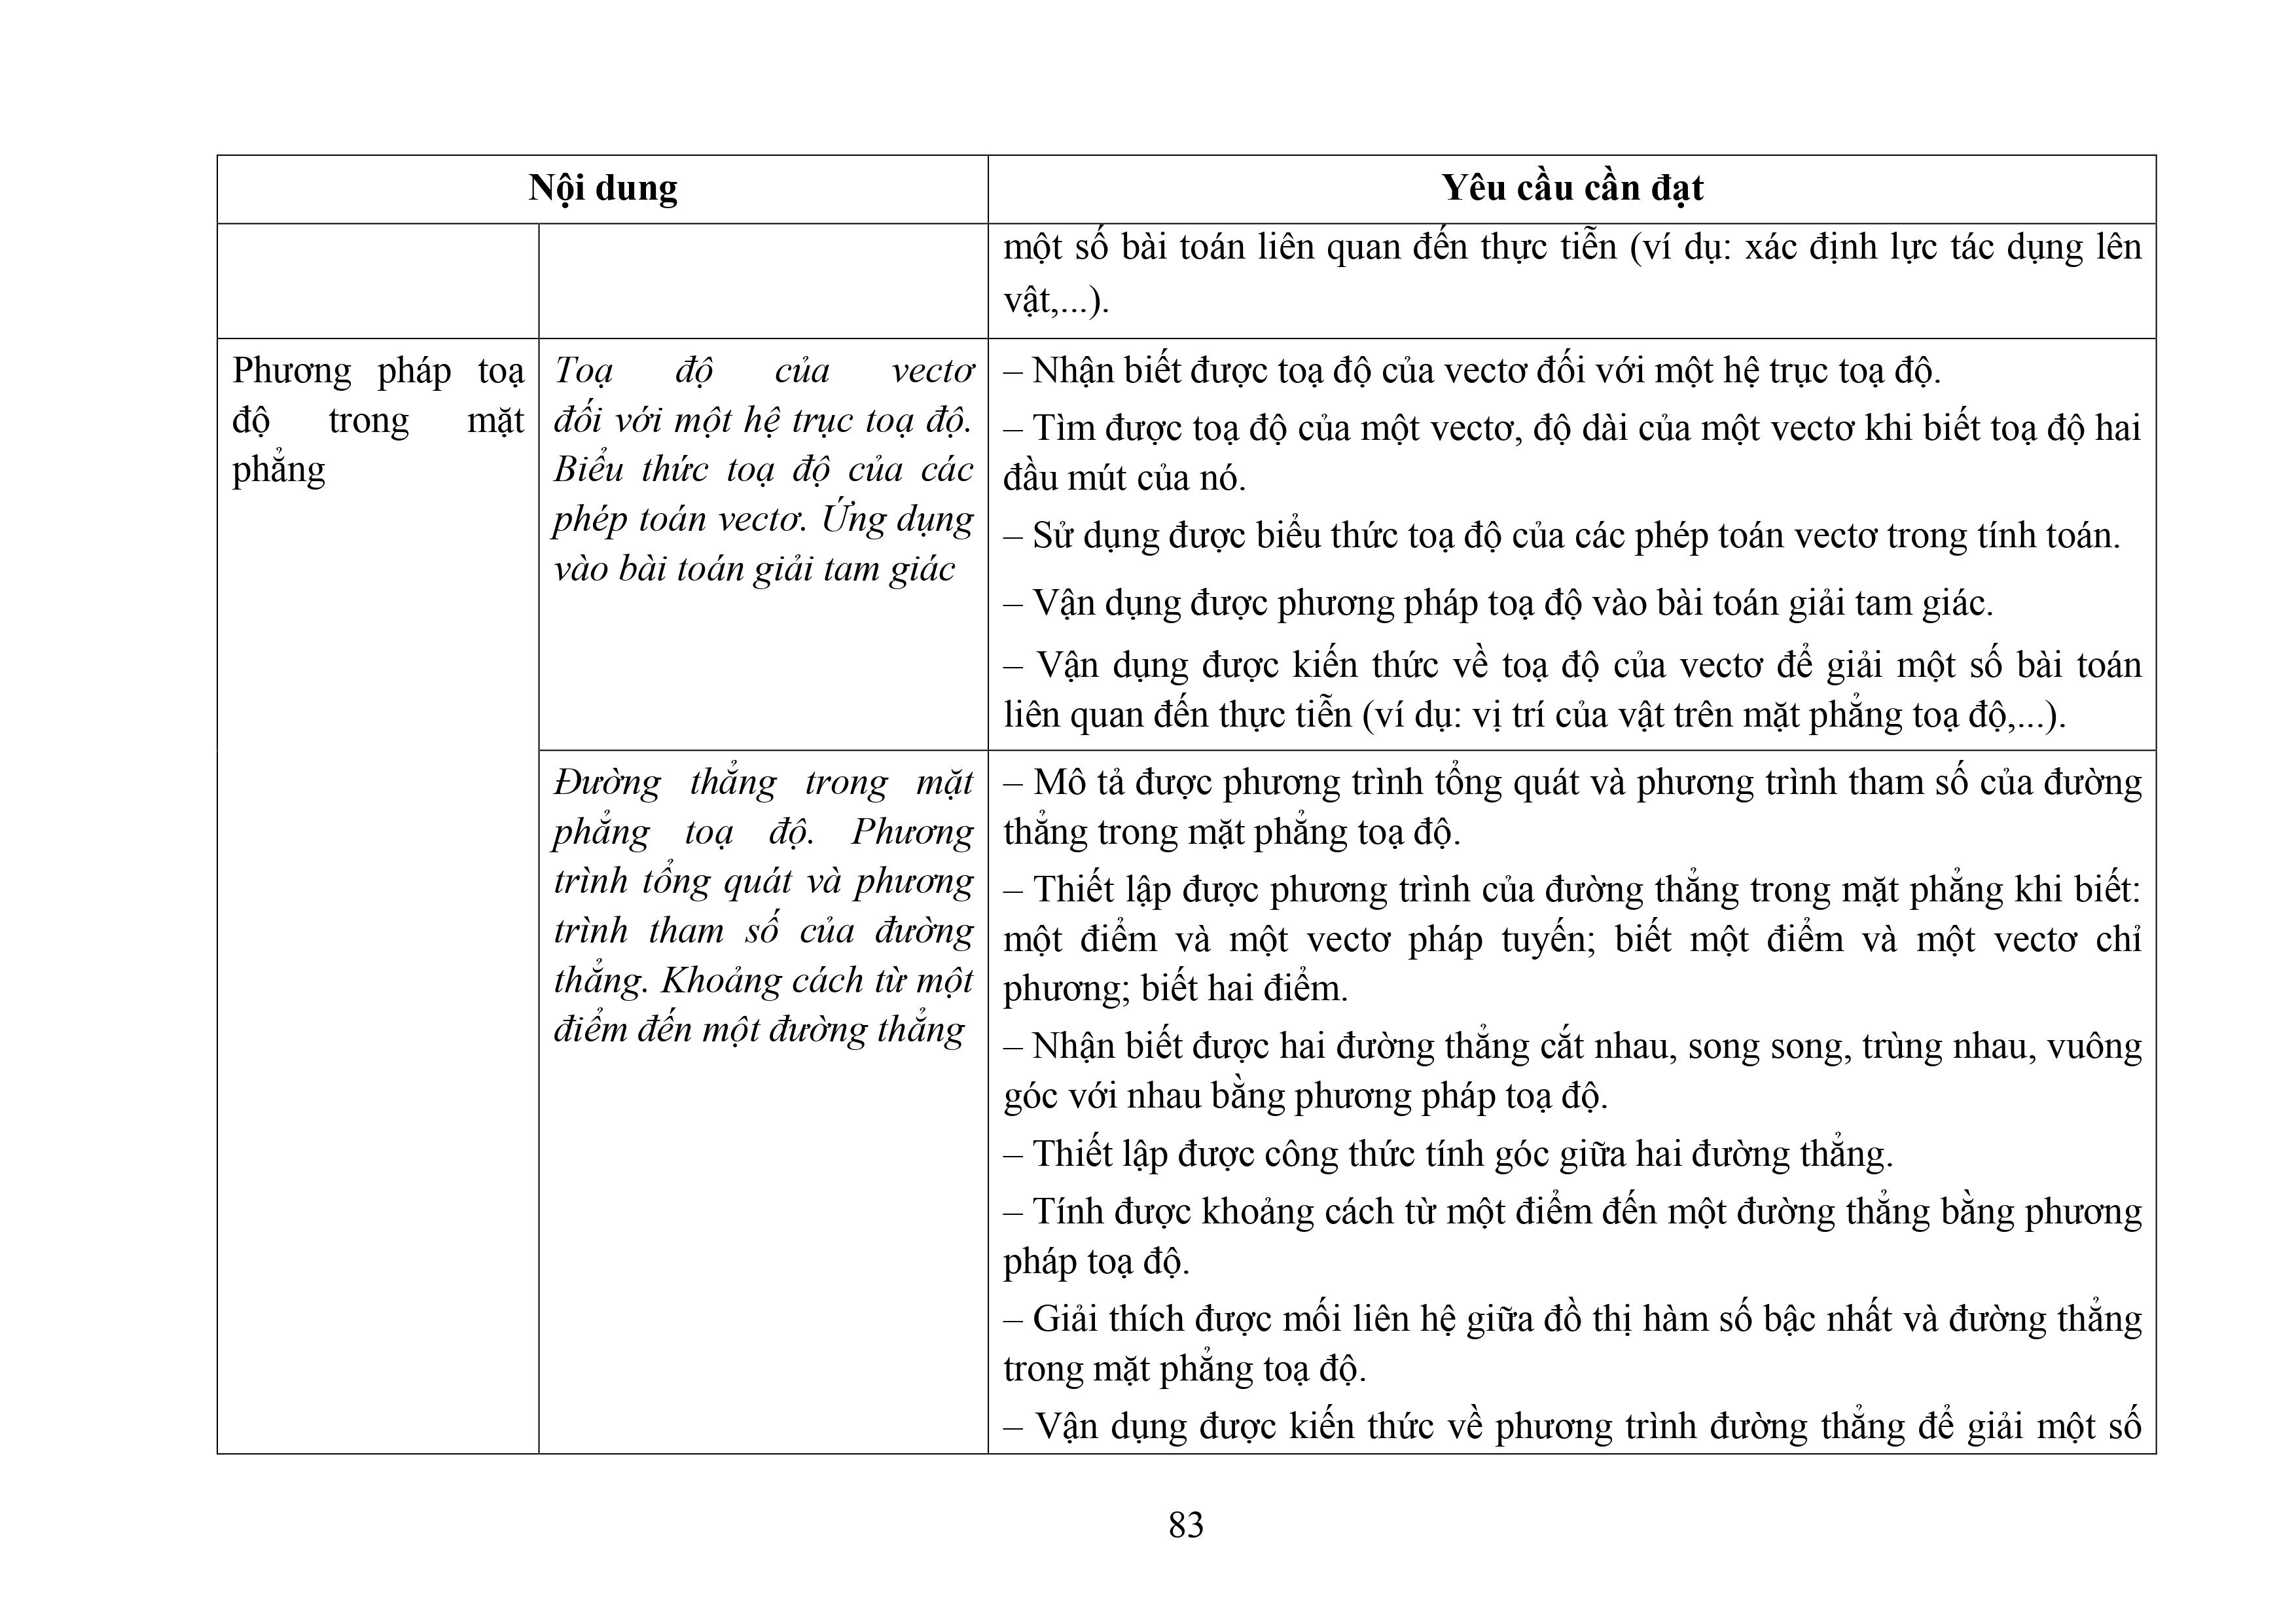 Nội dung
Yêu cầu cần đạt
một số bài toán liên quan đến thực tiễn (ví dụ: xác định lực tác dụng lên
vật,...).
Phương pháp toạ
độ trong mặt
phẳng
Toạ độ của vectơ
đối với một hệ trục toạ độ.
Biểu thức toạ độ của các
phép toán vectơ. Ứng dụng
vào bài toán giải tam giác
– Nhận biết được toạ độ của vectơ đối với một hệ trục toạ độ.
– Tìm được toạ độ của một vectơ, độ dài của một vectơ khi biết toạ độ hai
đầu mút của nó.
– Sử dụng được biểu thức toạ độ của các phép toán vectơ trong tính toán.
– Vận dụng được phương pháp toạ độ vào bài toán giải tam giác.
– Vận dụng được kiến thức về toạ độ của vectơ để giải một số bài toán
liên quan đến thực tiễn (ví dụ: vị trí của vật trên mặt phẳng toạ độ,...).
Đường thẳng trong mặt
phẳng toạ độ. Phương
trình tổng quát và phương
trình tham số của đường
thẳng. Khoảng cách từ một
điểm đến một đường thẳng
– Mô tả được phương trình tổng quát và phương trình tham số của đường
thẳng trong mặt phẳng toạ độ.
– Thiết lập được phương trình của đường thẳng trong mặt phẳng khi biết:
một điểm và một vectơ pháp tuyến; biết một điểm và một vectơ chỉ
phương; biết hai điểm.
– Nhận biết được hai đường thẳng cắt nhau, song song, trùng nhau, vuông
góc với nhau bằng phương pháp toạ độ.
– Thiết lập được công thức tính góc giữa hai đường thẳng.
– Tính được khoảng cách từ một điểm đến một đường thẳng bằng phương
pháp toạ độ.
– Giải thích được mối liên hệ giữa đồ thị hàm số bậc nhất và đường thẳng
trong mặt phẳng toạ độ.
– Vận dụng được kiến thức về phương trình đường thẳng để giải một số
83